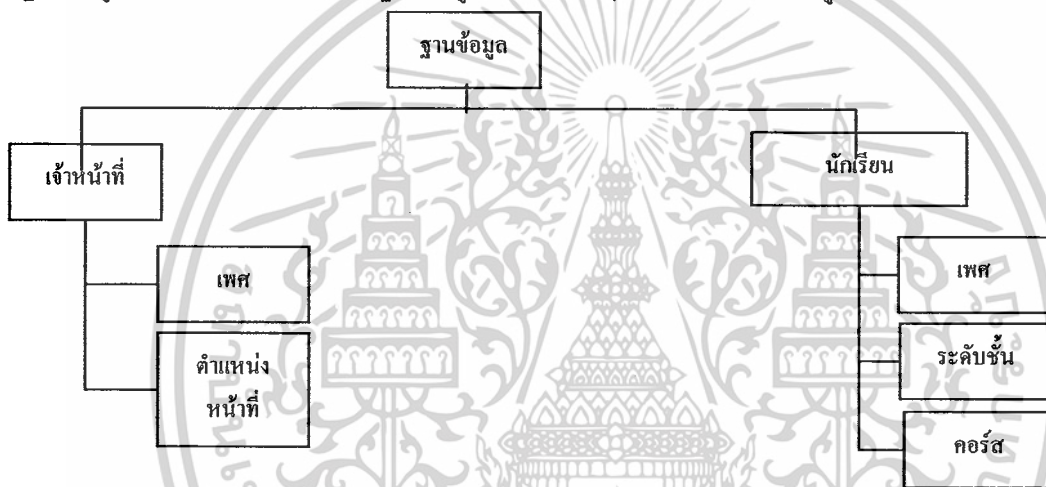 ฐานข้อมูล
เจ้าหน้าที่
นักเรียน
เพศ
ตำแหน่ง
หน้าที่
เพศ
ระดับชั้น
คอร์ส